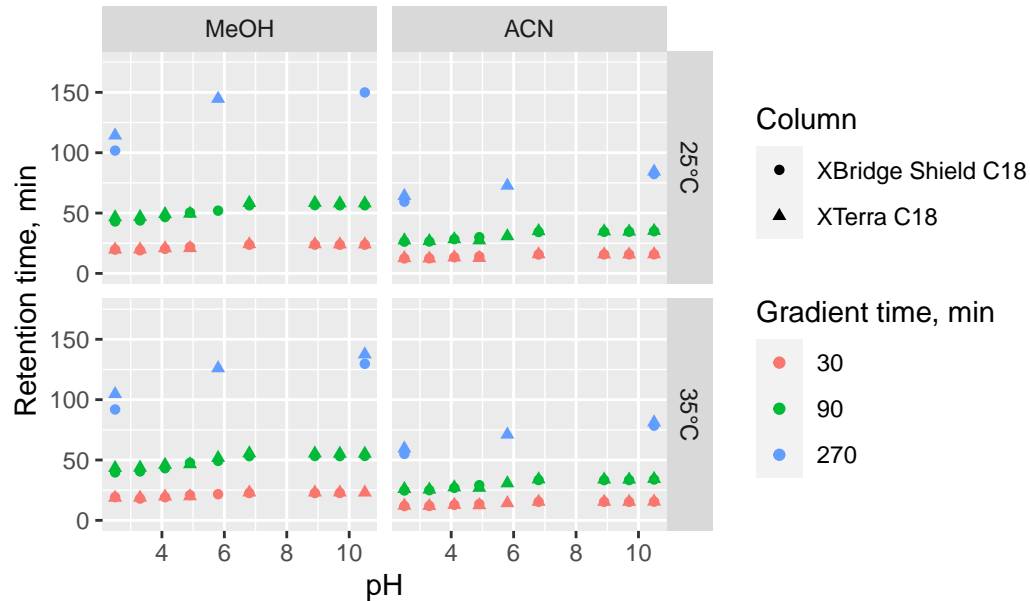 MeOH
ACN
Retention time, min
150
100
50
0
25°C
150
100
50
0
35°C
4
6
8
10
4
6
8
10
pH
Column
XBridge Shield C18
XTerra C18
Gradient time, min
30
90
270